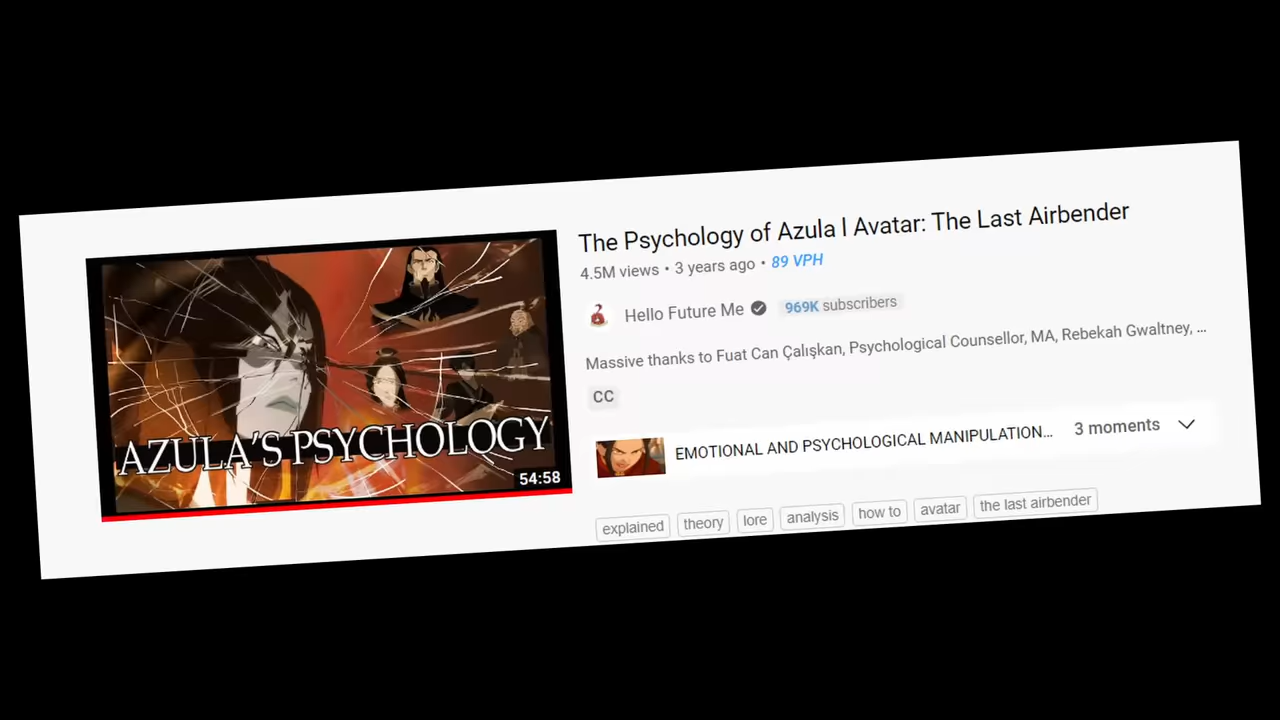 The Psychology of Azula l Avatar: The Last Airbender
4.5M views • 3 years ago • 89 VPH
Hello Future Me 969K subscribers
Massive thanks to Fuat Can Çalışkan, Psychological Counsellor, MA, Rebekah Gwaltney, ...
CC
AZULA'S PSYCHOLOGY
54:58
EMOTIONAL AND PSYCHOLOGICAL MANIPULATION... 3 moments
explained theory lore analysis how to avatar the last airbender